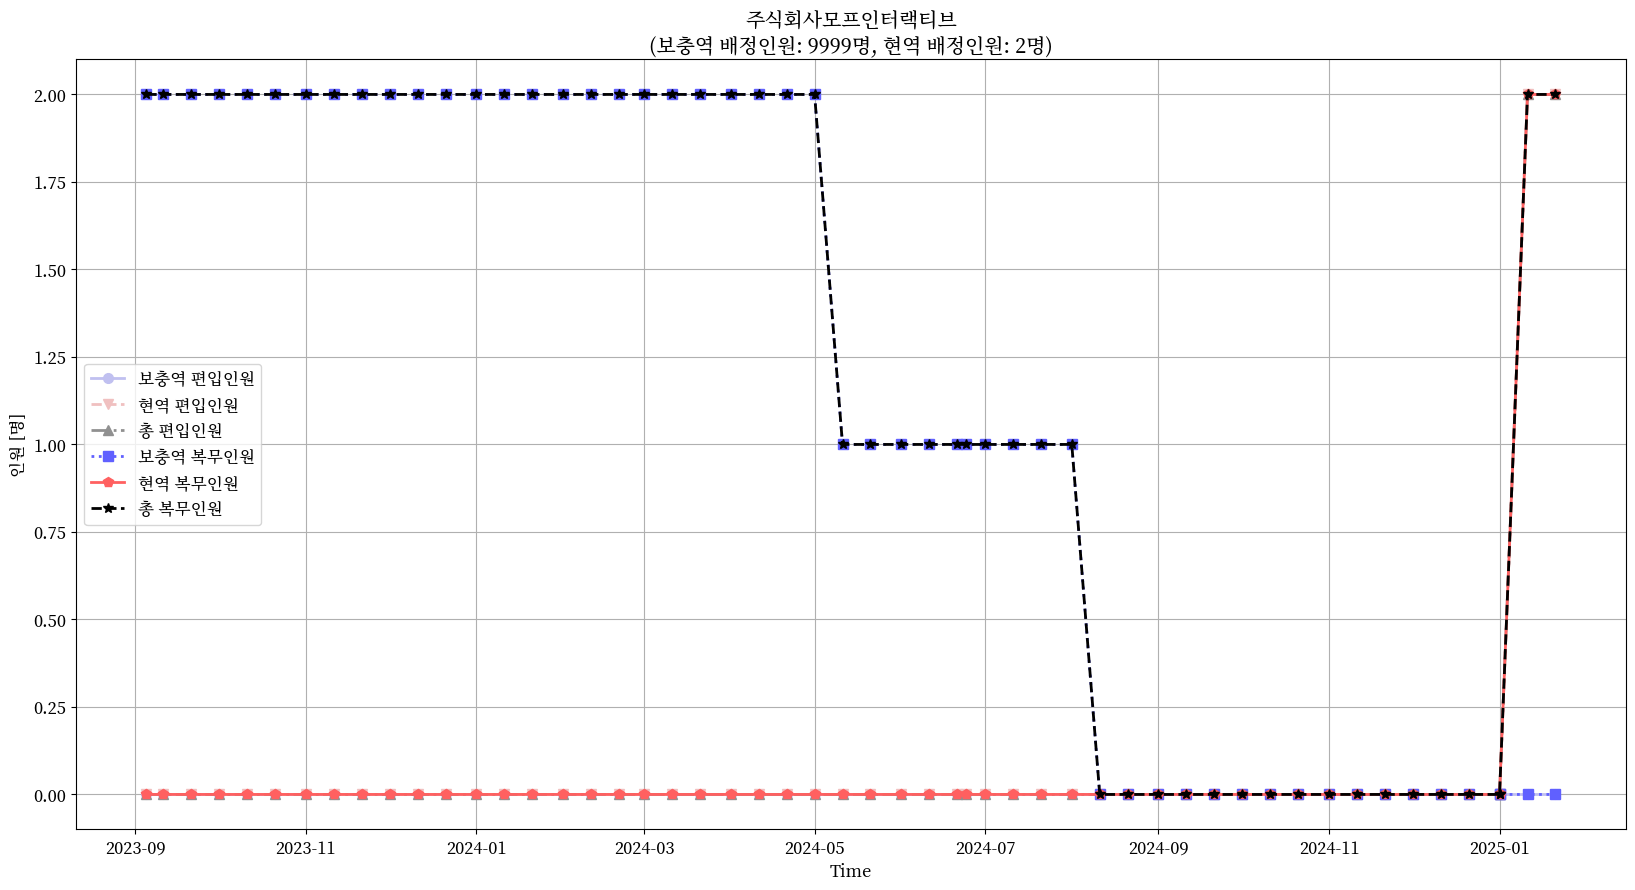 주식회사모프인터랙티브
(보충역 배정인원: 9999명, 현역 배정인원: 2명)
인원 [명]
2.00
1.75
1.50
1.25
1.00
0.75
0.50
0.25
0.00
보충역 편입인원
현역 편입인원
총 편입인원
보충역 복무인원
현역 복무인원
총 복무인원
2023-09
2023-11
2024-01
2024-03
2024-05
2024-07
2024-09
2024-11
2025-01
Time